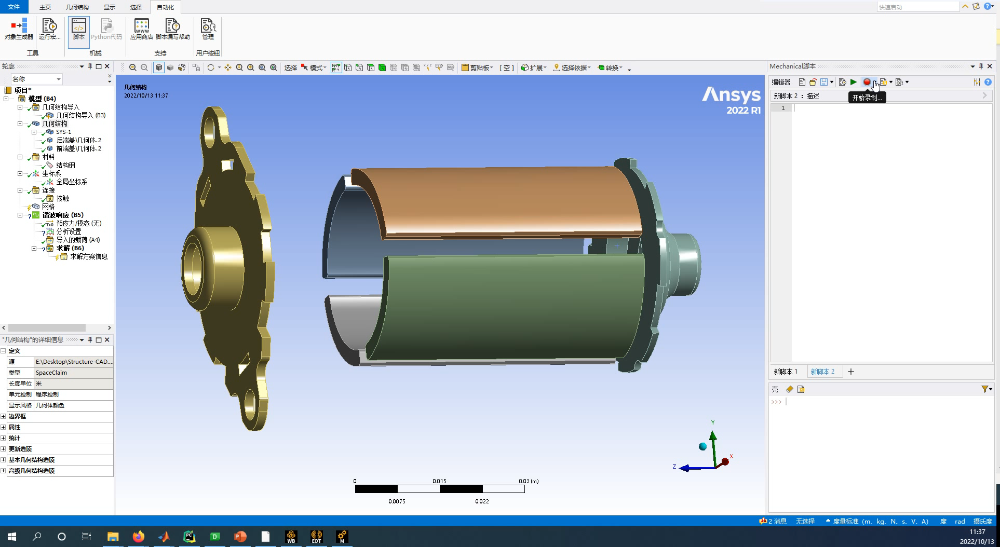 文件 主页 几何结构 显示 选择 自动化 快速启动
对象生成器 运行宏... 脚本 Python代码 应用商店 脚本编写帮助 管理
工具 机械 支持 用户按钮
轮廓
选择 模式 剪贴板 [ 空 ] 扩展 选择依据 转换
Mechanical脚本
名称
编辑器
开始录制...
新脚本 2 : 描述
1
项目*
模型 (B4)
几何结构导入
几何结构导入 (B3)
几何结构
SYS-1
后端盖\几何体.2
前端盖\几何体.2
材料
结构钢
坐标系
全局坐标系
连接
接触
网格
谐波响应 (B5)
预应力/模态 (无)
分析设置
导入的载荷 (A4)
求解 (B6)
求解方案信息
几何结构
2022/10/13 11:37
Ansys
2022 R1
"几何结构"的详细信息
定义
源 E:\Desktop\Structure-CAD....
类型 SpaceClaim
长度单位 米
单元控制 程序控制
显示风格 几何体颜色
边界框
属性
统计
更新选项
基本几何结构选项
高级几何结构选项
Y
X
Z
0 0.015 0.03 (m)
0.0075 0.022
新脚本 1 新脚本 2 +
壳
>>>
2 消息 无选择 度量标准 (m、kg、N、s、V、A) 度 rad 摄氏度
WB EDT M
11:37
2022/10/13